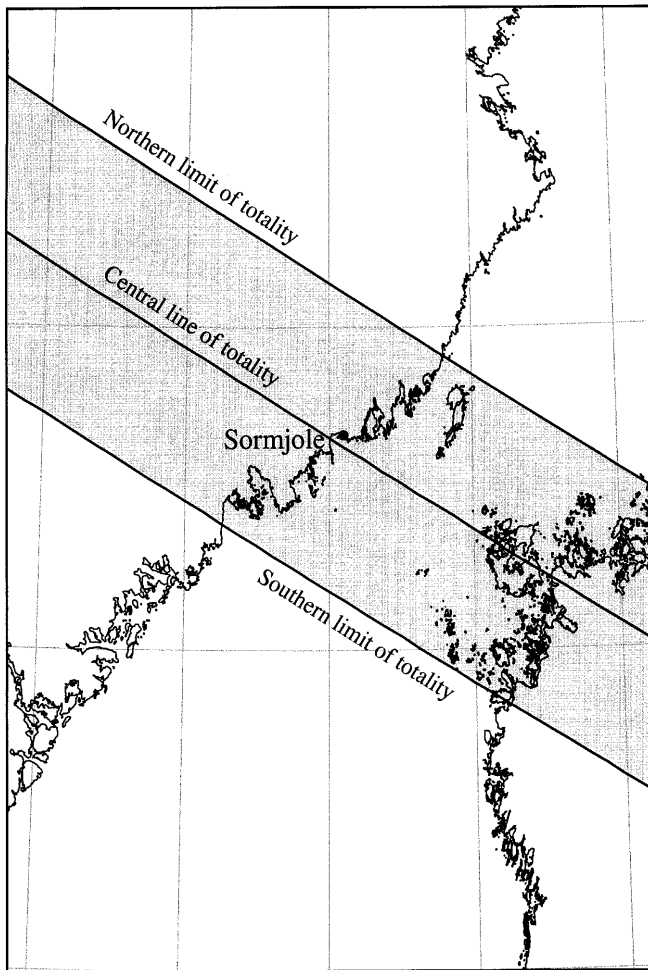 Northern limit of totality
Central line of totality
Sormjole
Southern limit of totality